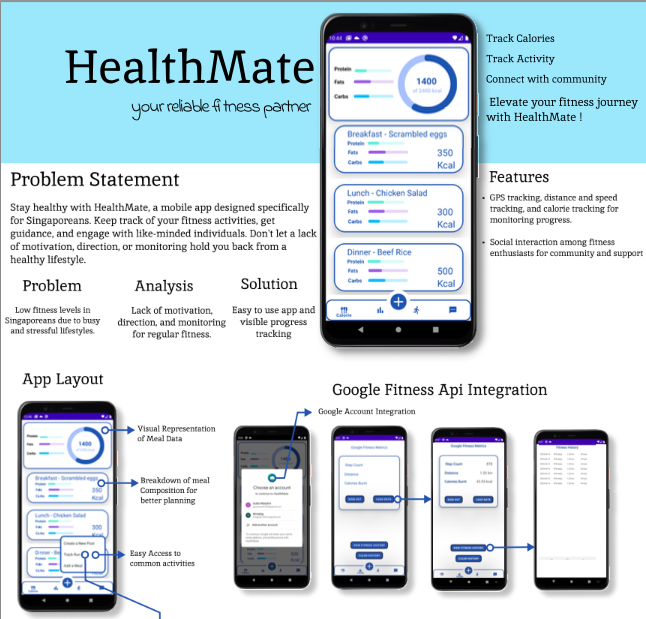 HealthMate
your reliable fitness partner
Track Calories
Track Activity
Connect with community
Elevate your fitness journey
with HealthMate !
10:44
Protein
Fats
Carbs
1400
Breakfast - Scrambled eggs
Protein
Fats
Carbs
350
Kcal
Lunch - Chicken Salad
Protein
Fats
Carbs
300
Kcal
Dinner - Beef Rice
Protein
Fats
Carbs
500
Kcal
Calorie
Problem Statement
Stay healthy with HealthMate, a mobile app designed specifically
for Singaporeans. Keep track of your fitness activities, get
guidance, and engage with like-minded individuals. Don't let a lack
of motivation, direction, or monitoring hold you back from a
healthy lifestyle.
Problem
Low fitness levels in
Singaporeans due to busy
and stressful lifestyles.
Analysis
Lack of motivation,
direction, and monitoring
for regular fitness.
Solution
Easy to use app and
visible progress
tracking
Features
• GPS tracking, distance and speed
tracking, and calorie tracking for
monitoring progress.
• Social interaction among fitness
enthusiasts for community and support
App Layout
Protein
Fats
Carbs
1400
Breakfast - Scrambled eggs
350
Kcal
Lunch - Chicken Salad
300
Kcal
Create a New Post
Track Run
Add a Meal
Visual Representation
of Meal Data
Breakdown of meal
Composition for
better planning
Easy Access to
common activities
Google Fitness Api Integration
Google Account Integration
Choose an account
Google Fitness Metrics
Step Count
Distance
Calories Burnt
Google Fitness Metrics
Step Count
Distance
Calories Burnt
Fitness History